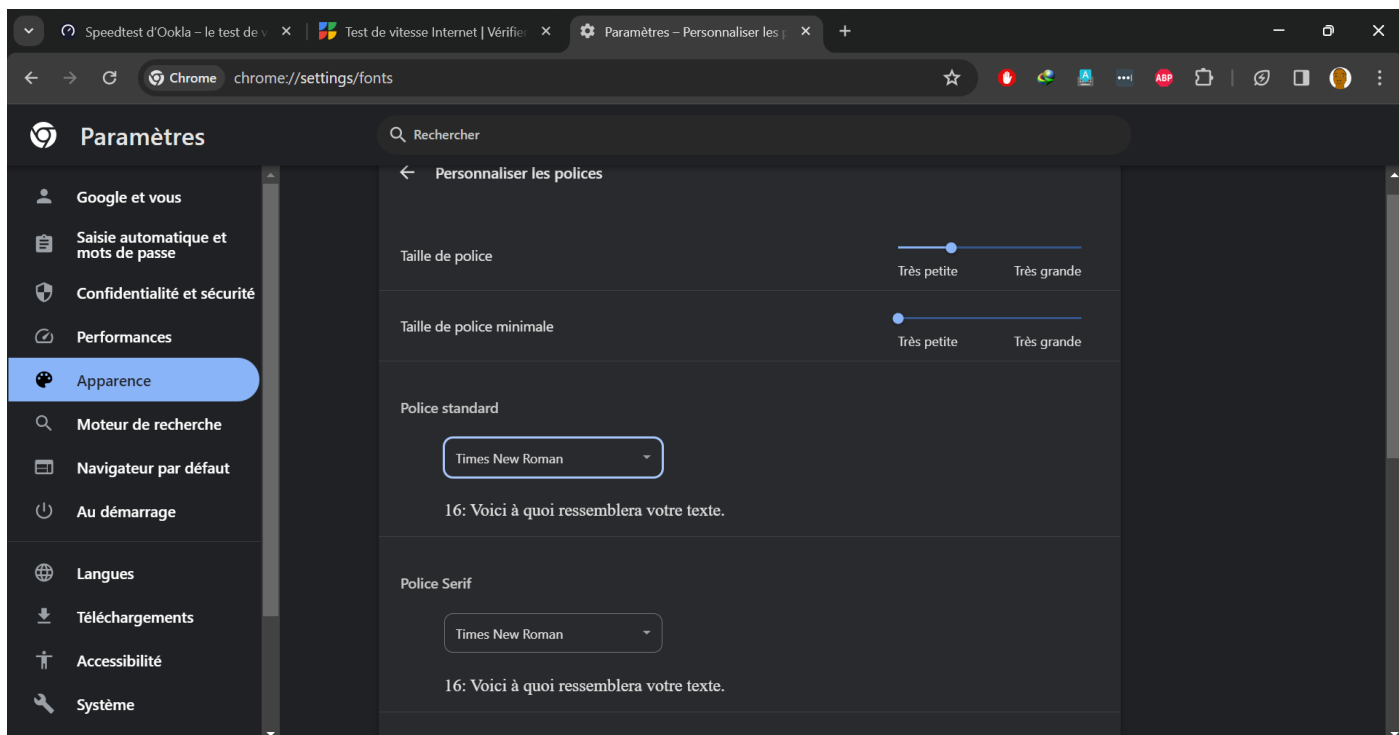 Speedtest d'Ookla – le test de v
Test de vitesse Internet | Vérifier
Paramètres – Personnaliser les p
Chrome chrome://settings/fonts
ABP
Paramètres
Rechercher
Google et vous
Saisie automatique et
mots de passe
Confidentialité et sécurité
Performances
Apparence
Moteur de recherche
Navigateur par défaut
Au démarrage
Langues
Téléchargements
Accessibilité
Système
Personnaliser les polices
Taille de police
Très petite Très grande
Taille de police minimale
Très petite Très grande
Police standard
Times New Roman
16: Voici à quoi ressemblera votre texte.
Police Serif
Times New Roman
16: Voici à quoi ressemblera votre texte.